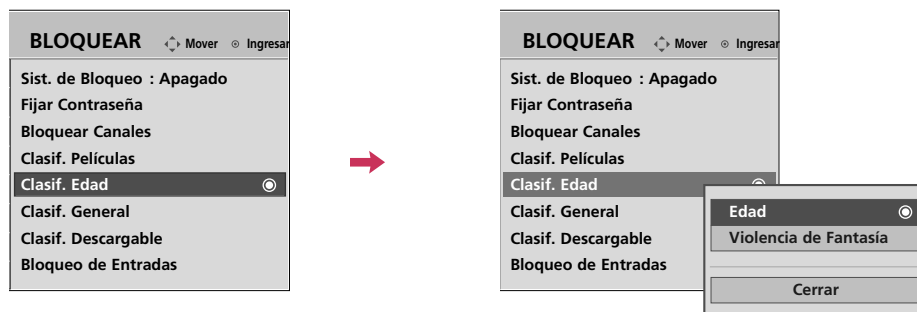 BLOQUEAR Mover Ingresar
Sist. de Bloqueo : Apagado
Fijar Contraseña
Bloquear Canales
Clasif. Películas
Clasif. Edad
Clasif. General
Clasif. Descargable
Bloqueo de Entradas
BLOQUEAR Mover Ingresar
Sist. de Bloqueo : Apagado
Fijar Contraseña
Bloquear Canales
Clasif. Películas
Clasif. Edad
Clasif. General
Clasif. Descargable
Bloqueo de Entradas
Edad
Violencia de Fantasía
Cerrar